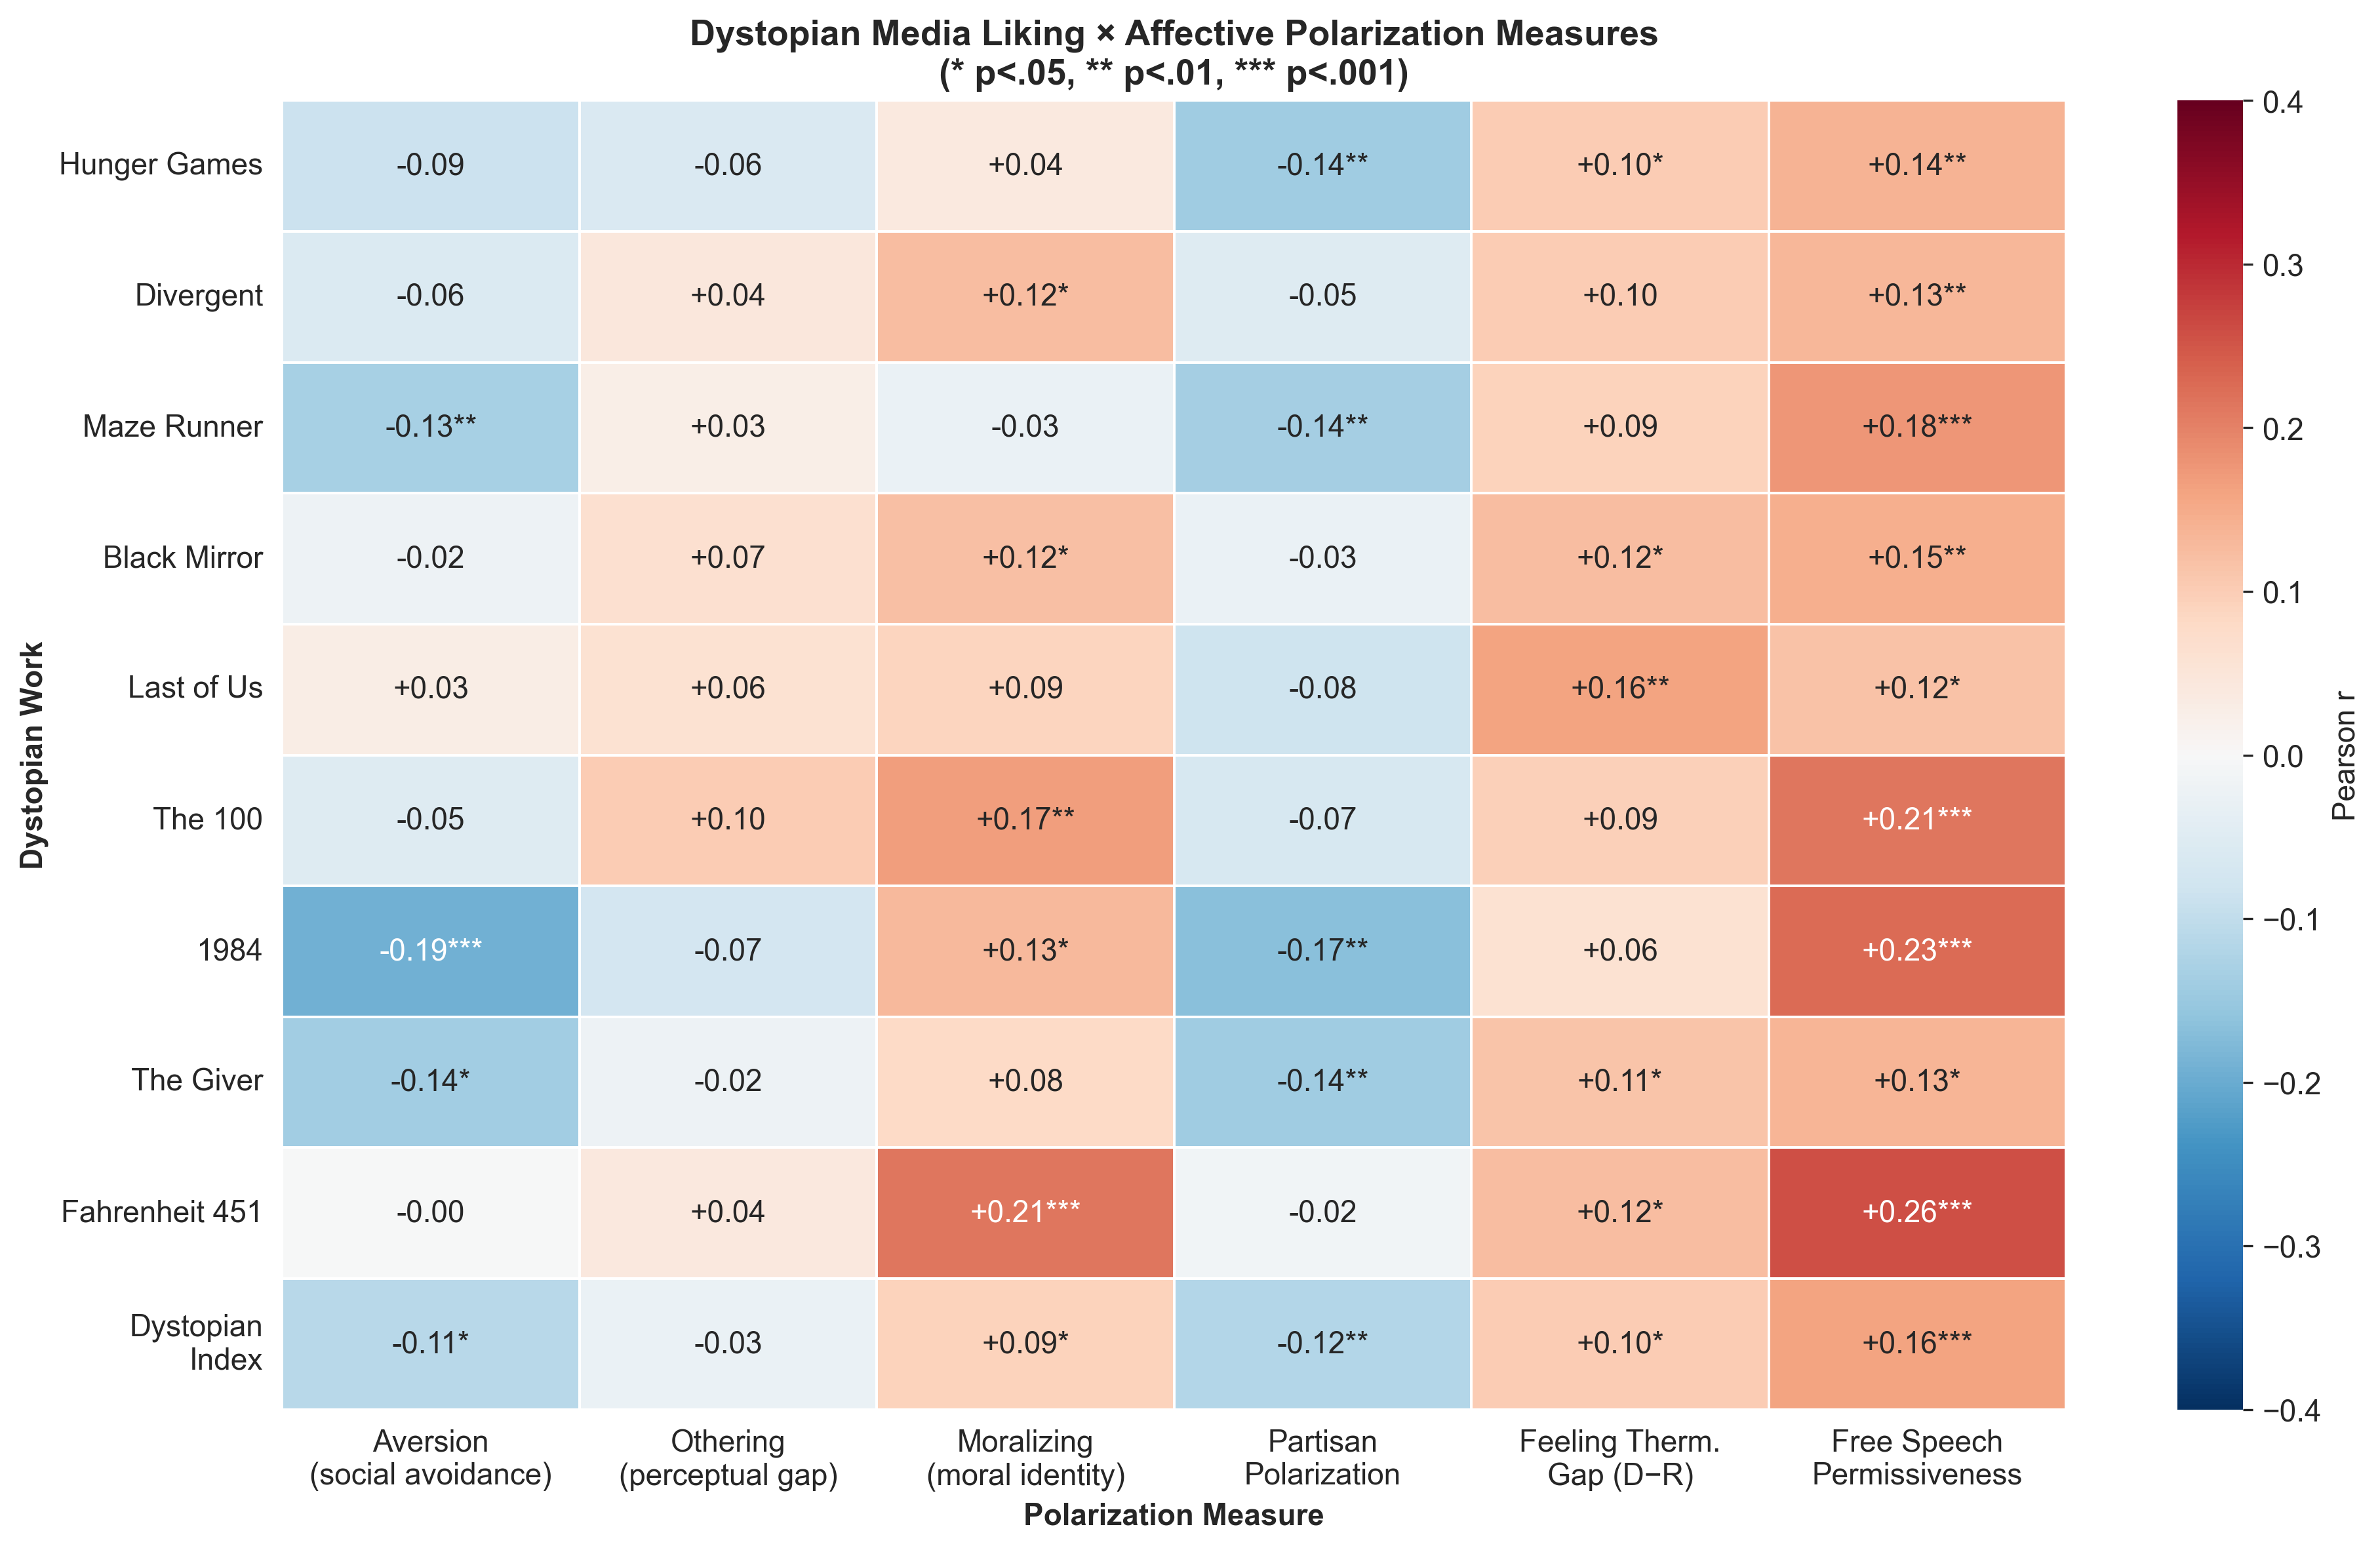 Dystopian Media Liking × Affective Polarization Measures
(* p<.05, ** p<.01, *** p<.001)
Dystopian Work
Hunger Games -0.09 -0.06 +0.04 -0.14** +0.10* +0.14**
Divergent -0.06 +0.04 +0.12* -0.05 +0.10 +0.13**
Maze Runner -0.13** +0.03 -0.03 -0.14** +0.09 +0.18***
Black Mirror -0.02 +0.07 +0.12* -0.03 +0.12* +0.15**
Last of Us +0.03 +0.06 +0.09 -0.08 +0.16** +0.12*
The 100 -0.05 +0.10 +0.17** -0.07 +0.09 +0.21***
1984 -0.19*** -0.07 +0.13* -0.17** +0.06 +0.23***
The Giver -0.14* -0.02 +0.08 -0.14** +0.11* +0.13*
Fahrenheit 451 -0.00 +0.04 +0.21*** -0.02 +0.12* +0.26***
Dystopian
Index -0.11* -0.03 +0.09* -0.12** +0.10* +0.16***
Aversion
(social avoidance)
Othering
(perceptual gap)
Moralizing
(moral identity)
Partisan
Polarization
Feeling Therm.
Gap (D−R)
Free Speech
Permissiveness
Polarization Measure
0.4
0.3
0.2
0.1
0.0
−0.1
−0.2
−0.3
−0.4
Pearson r